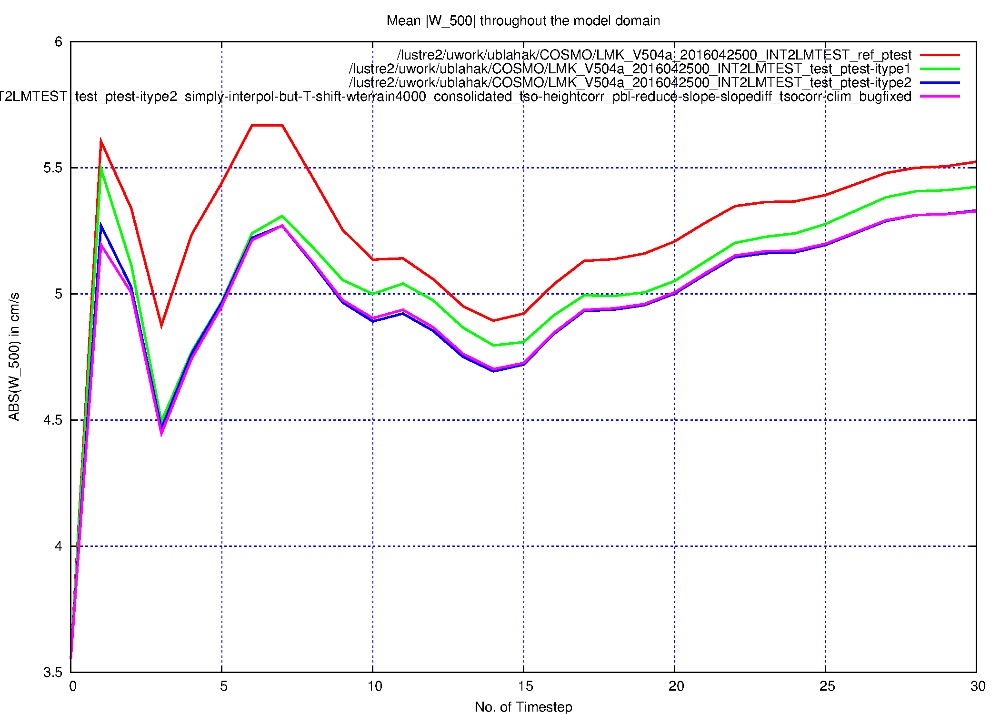 Mean |W_500| throughout the model domain
/lustre2/uwork/ublahak/COSMO/LMK_V504a_2016042500_INT2LMTEST_ref_ptest
/lustre2/uwork/ublahak/COSMO/LMK_V504a_2016042500_INT2LMTEST_test_ptest-itype1
/lustre2/uwork/ublahak/COSMO/LMK_V504a_2016042500_INT2LMTEST_test_ptest-itype2
T2LMTEST_test_ptest-itype2_simply-interpol-but-T-shift-wterrain4000_consolidated_tso-heightcorr_pbl-reduce-slope-slopediff_tsocorr-clim_bugfixed
6
5.5
5
4.5
4
3.5
ABS(W_500) in cm/s
0 5 10 15 20 25 30
No. of Timestep